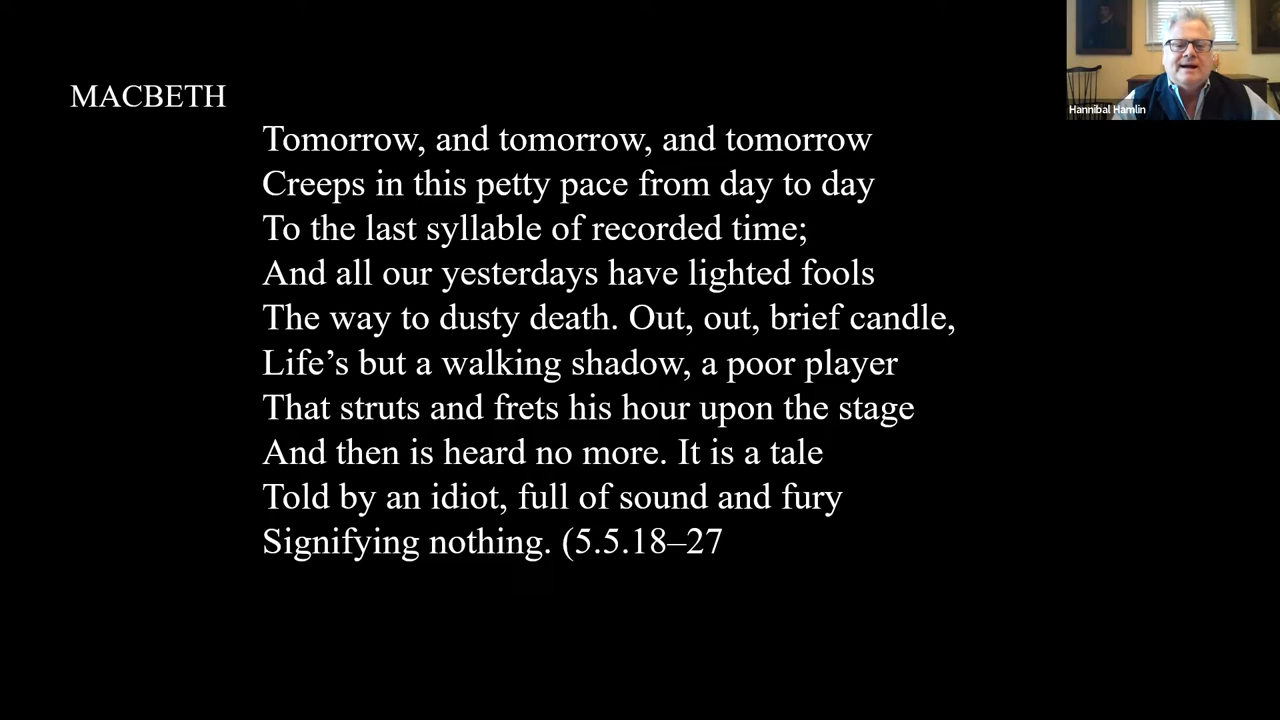 MACBETH
Tomorrow, and tomorrow, and tomorrow
Creeps in this petty pace from day to day
To the last syllable of recorded time;
And all our yesterdays have lighted fools
The way to dusty death. Out, out, brief candle,
Life’s but a walking shadow, a poor player
That struts and frets his hour upon the stage
And then is heard no more. It is a tale
Told by an idiot, full of sound and fury
Signifying nothing. (5.5.18–27
Hannibal Hamlin